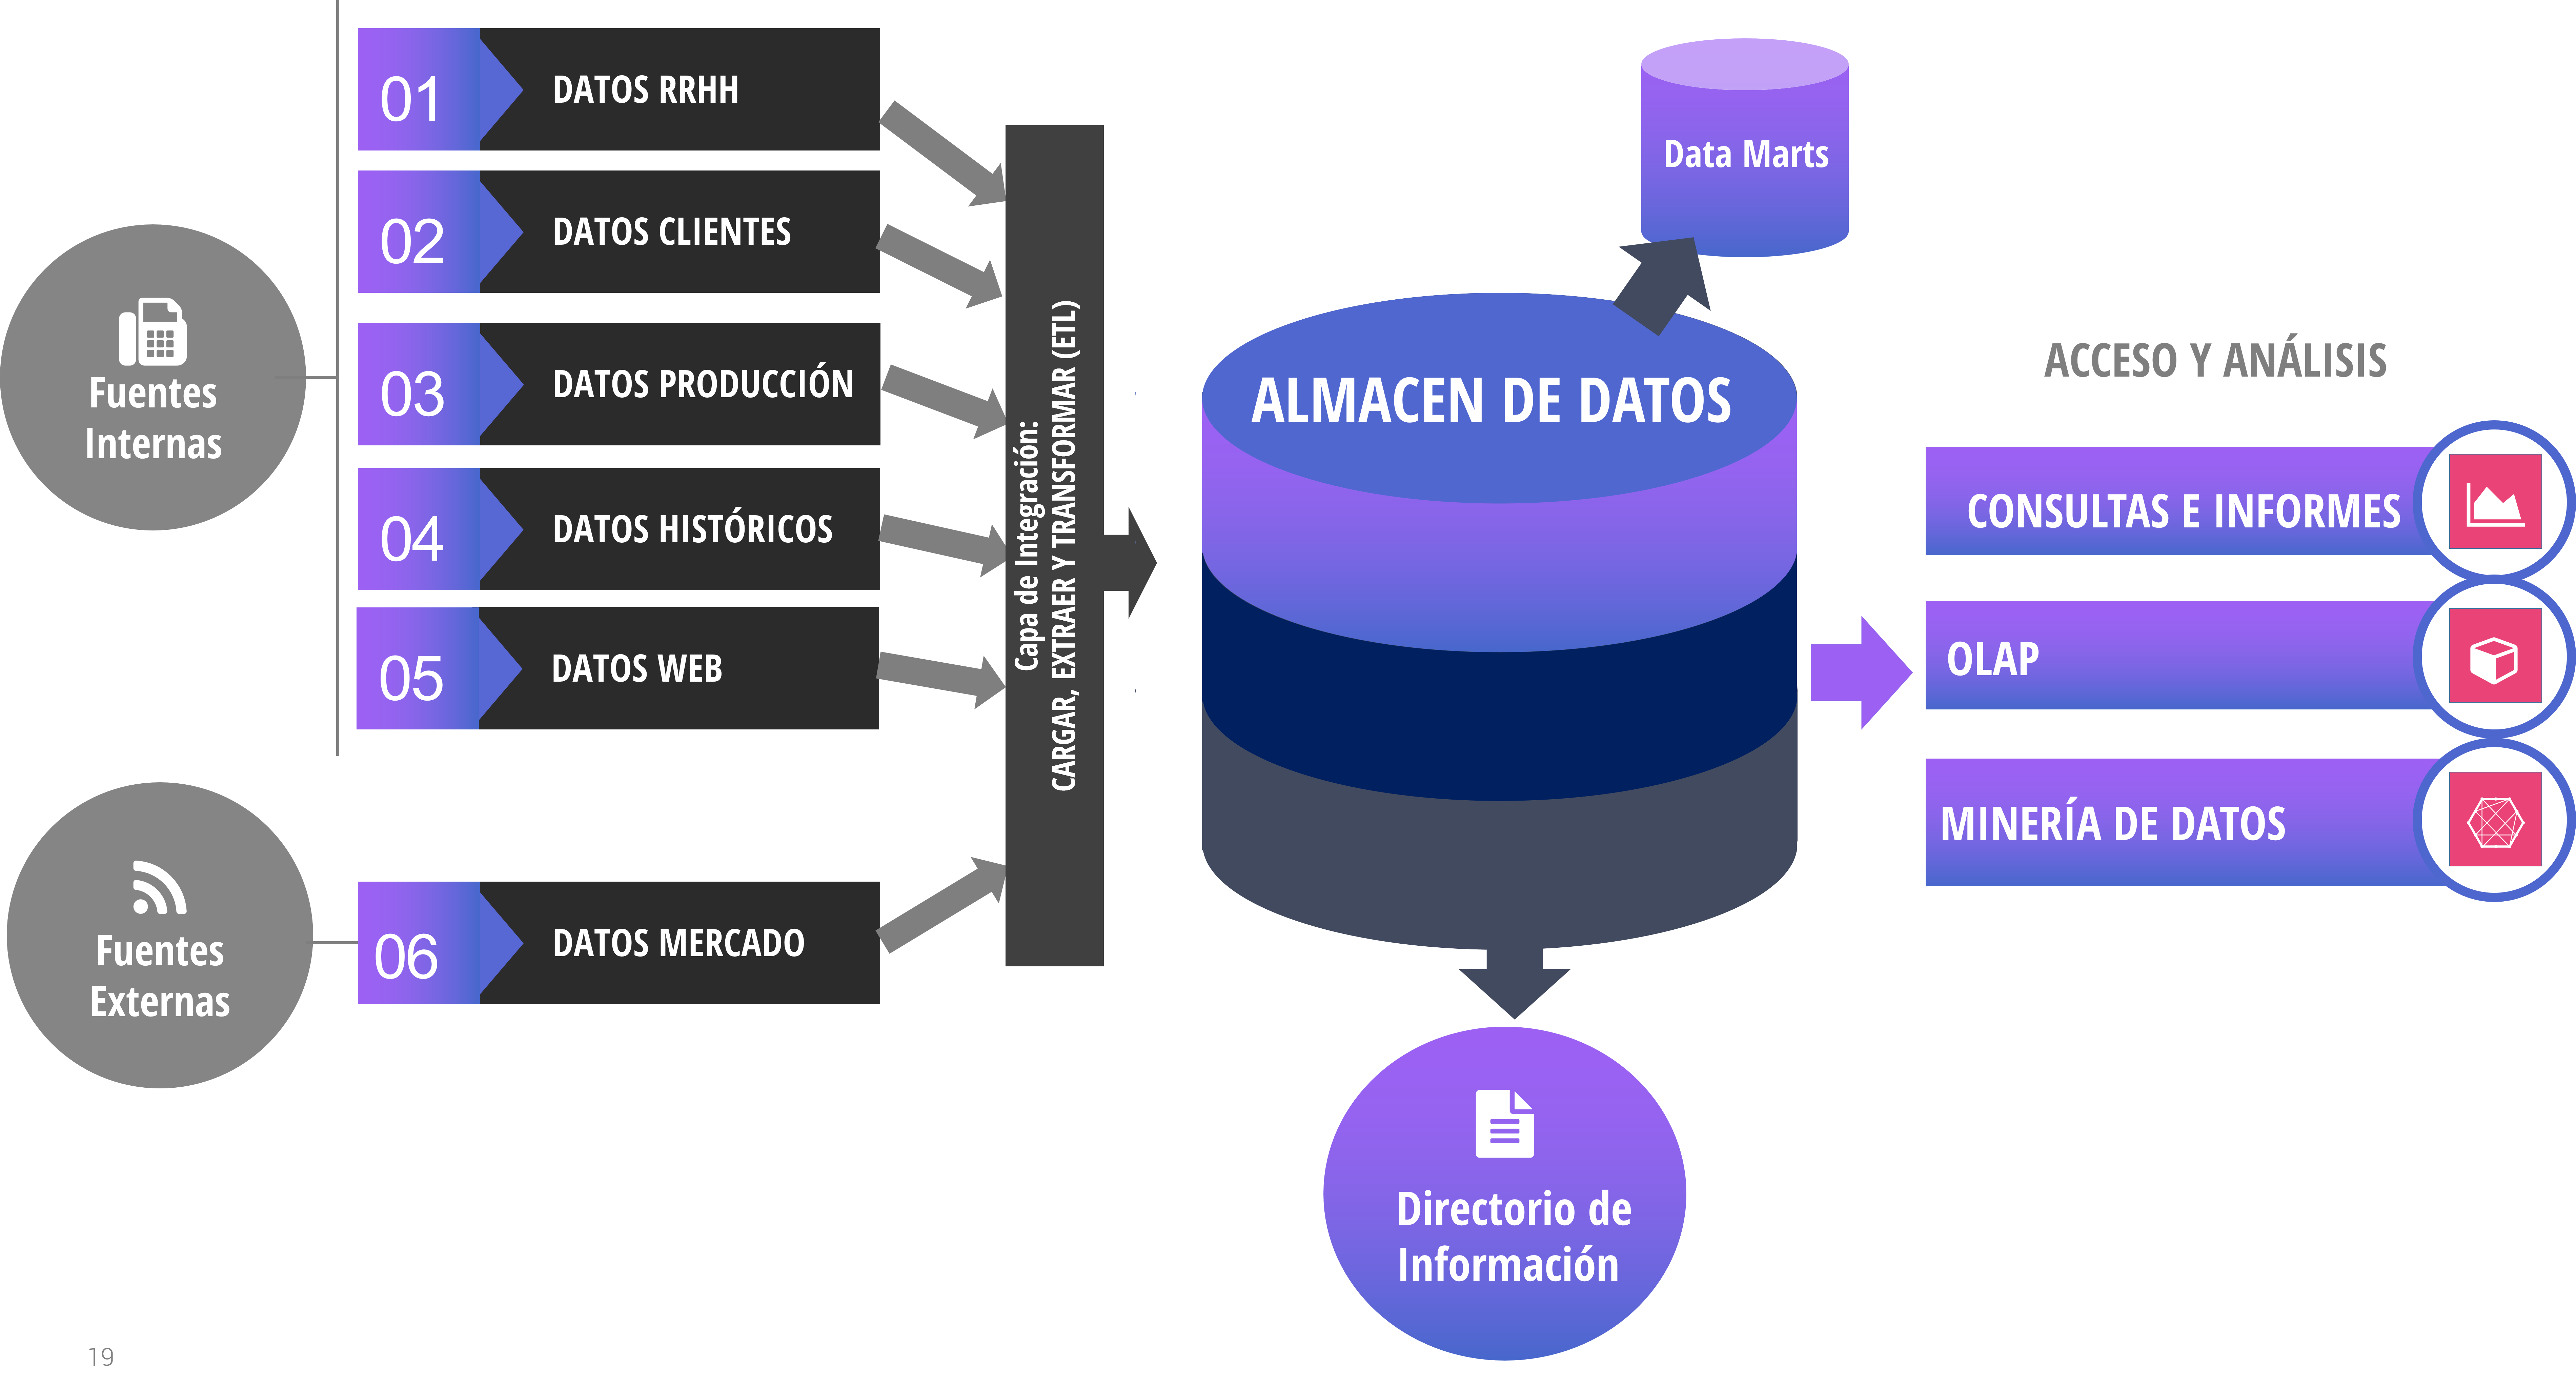 Fuentes
Internas
01
DATOS RRHH
02
DATOS CLIENTES
03
DATOS PRODUCCIÓN
04
DATOS HISTÓRICOS
05
DATOS WEB
Fuentes
Externas
06
DATOS MERCADO
Capa de Integración:
CARGAR, EXTRAER Y TRANSFORMAR (ETL)
Data Marts
ALMACEN DE DATOS
Directorio de
Información
ACCESO Y ANÁLISIS
CONSULTAS E INFORMES
OLAP
MINERÍA DE DATOS
19